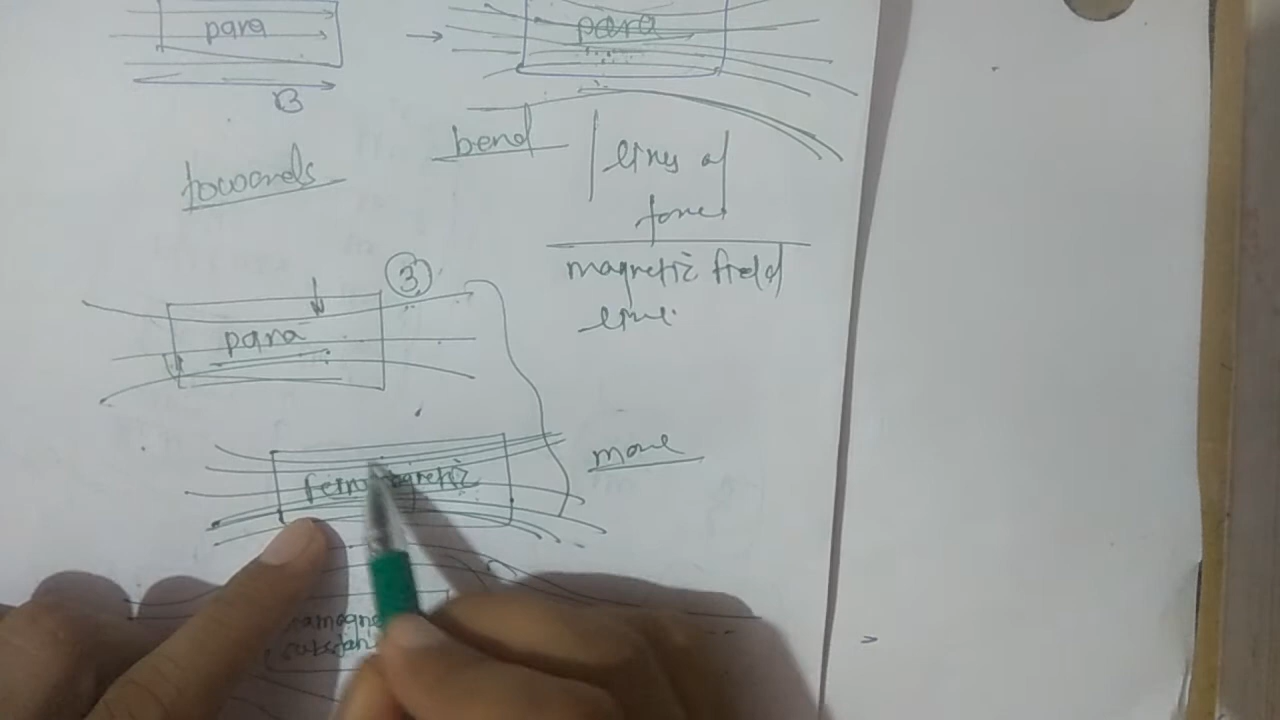 para
para
B
bend
towards
lines of
force
magnetic field
line
3
para
more
ferromagnetic